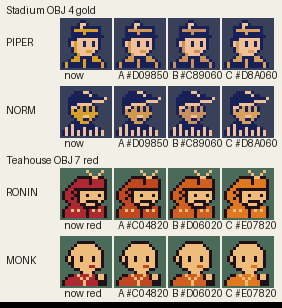 Stadium OBJ 4 gold
PIPER
now A #D09850 B #C89060 C #D8A060
NORM
now A #D09850 B #C89060 C #D8A060
Teahouse OBJ 7 red
RONIN
now red A #C04820 B #D06020 C #E07820
MONK
now red A #C04820 B #D06020 C #E07820